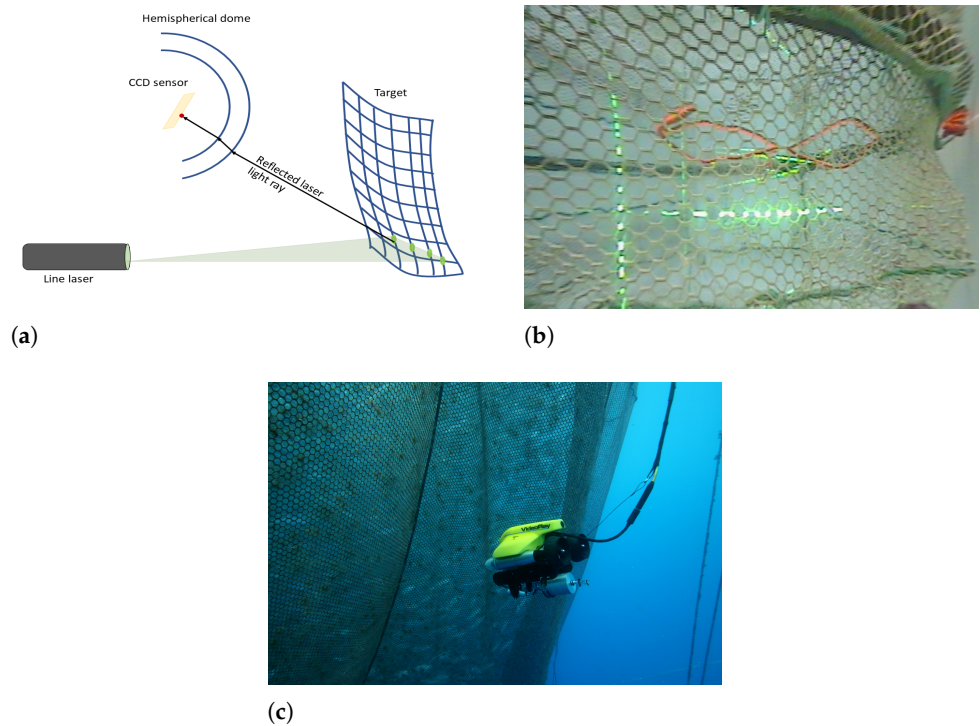 Hemispherical dome
CCD sensor
Target
Reflected laser
light ray
Line laser
(a)
(b)
VideoRay
(c)